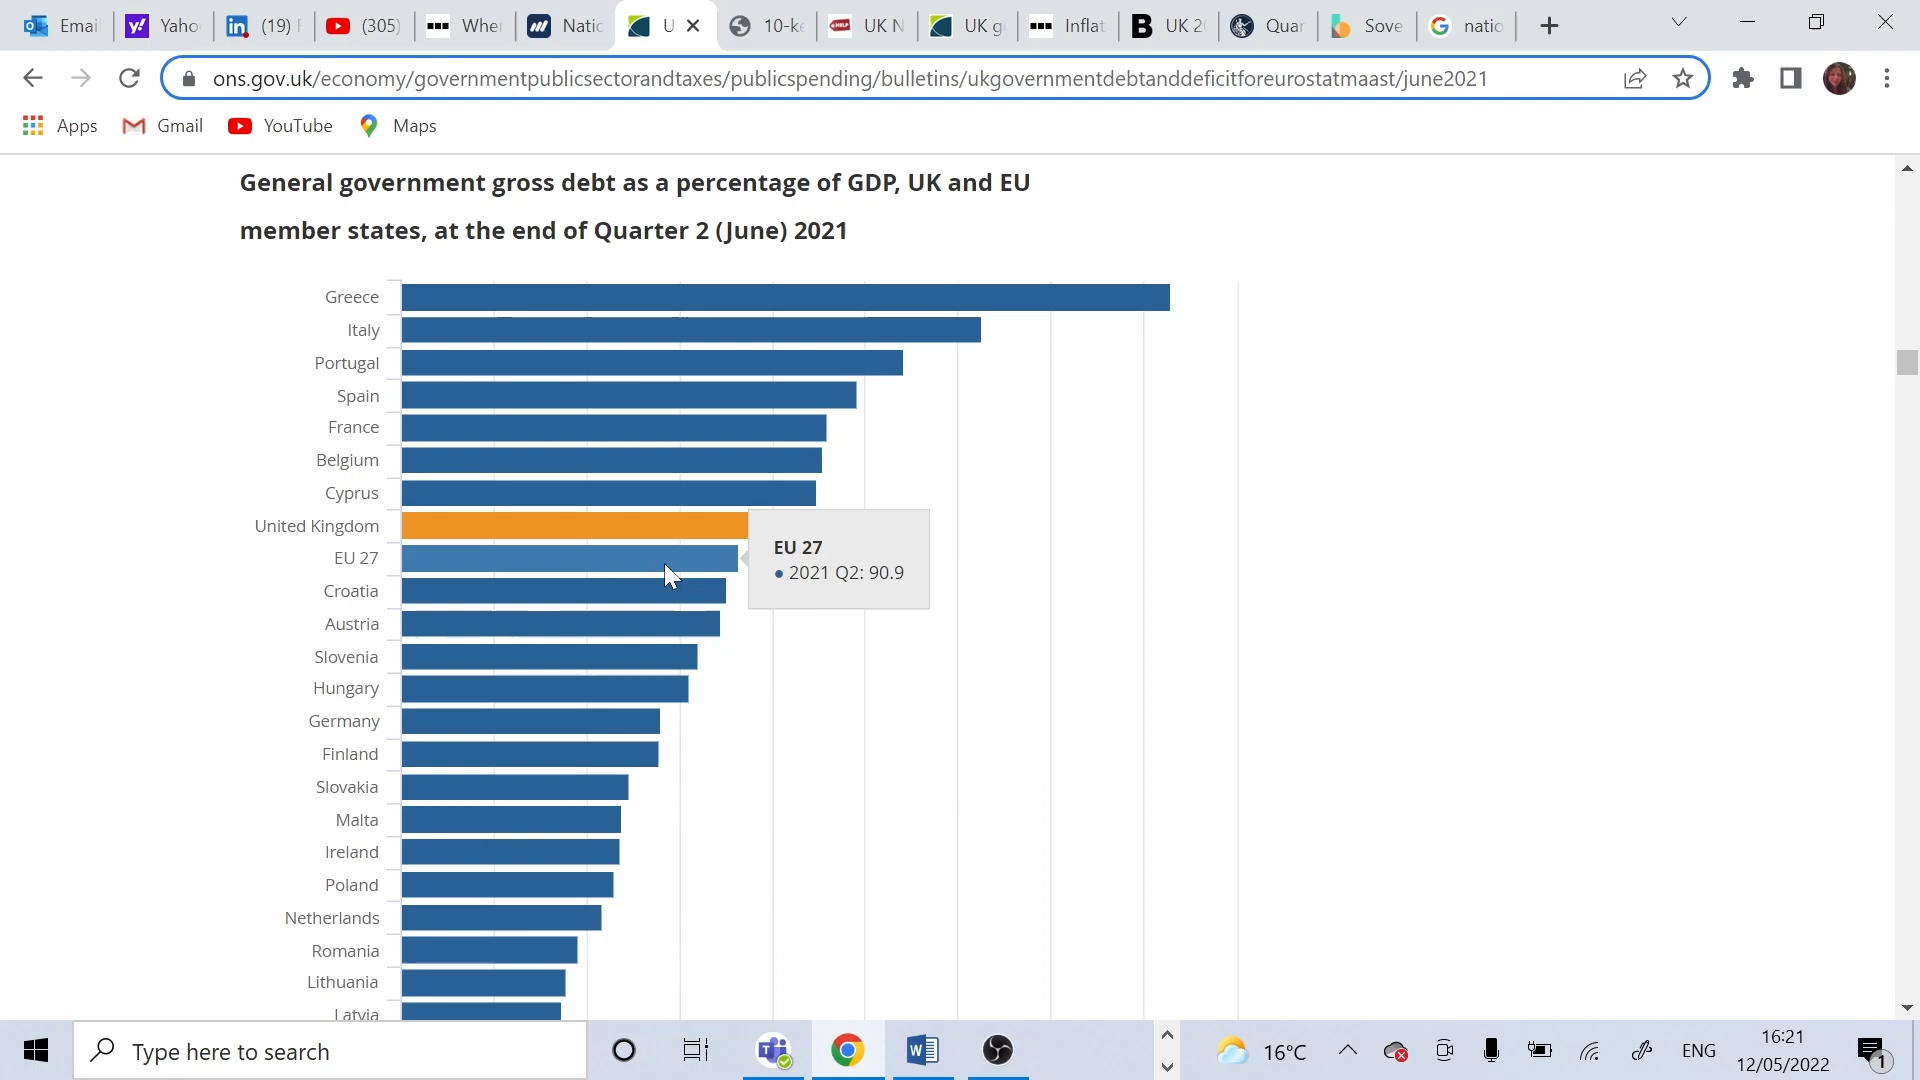 Emai Yaho (19) F (305) Wher Natic U 10-ke UK N UK g Inflat UK 2 Quar Sove natio
ons.gov.uk/economy/governmentpublicsectorandtaxes/publicspending/bulletins/ukgovernmentdebtanddeficitforeurostatmaast/june2021
Apps Gmail YouTube Maps
General government gross debt as a percentage of GDP, UK and EU
member states, at the end of Quarter 2 (June) 2021
Greece
Italy
Portugal
Spain
France
Belgium
Cyprus
United Kingdom
EU 27
EU 27
● 2021 Q2: 90.9
Croatia
Austria
Slovenia
Hungary
Germany
Finland
Slovakia
Malta
Ireland
Poland
Netherlands
Romania
Lithuania
Latvia
Type here to search
16°C
ENG
16:21
12/05/2022
1